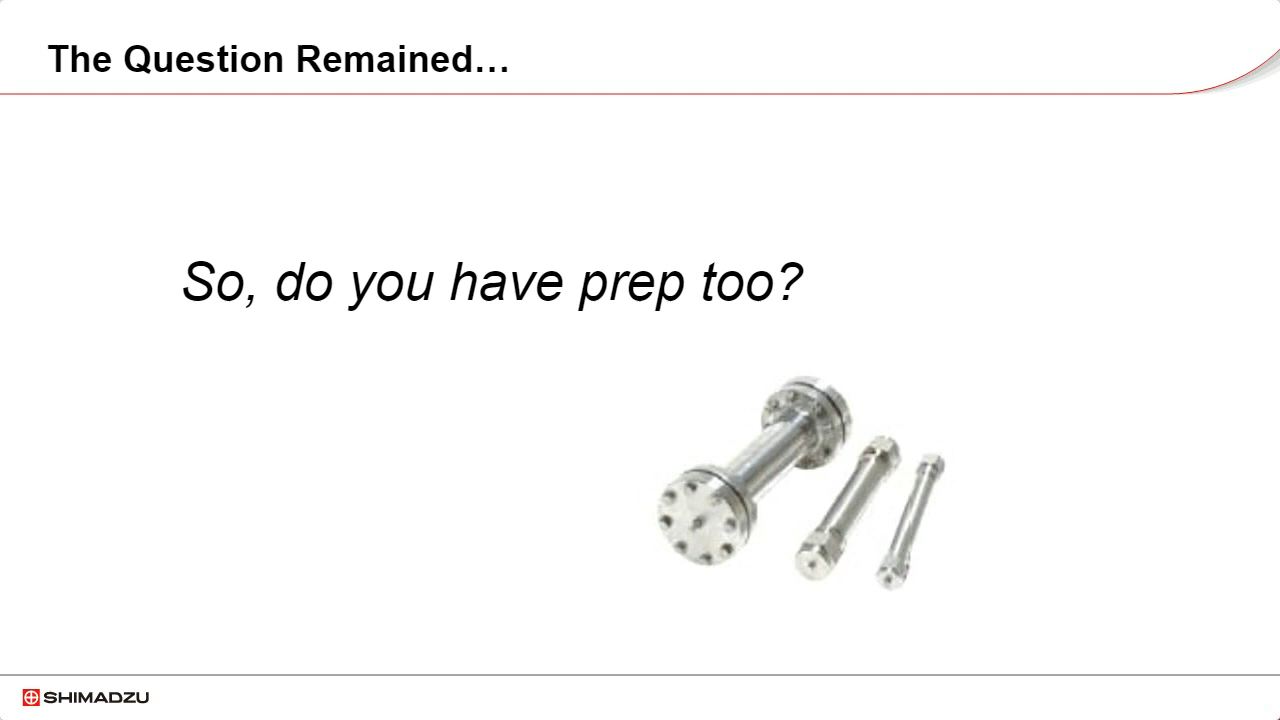 The Question Remained…
So, do you have prep too?
SHIMADZU